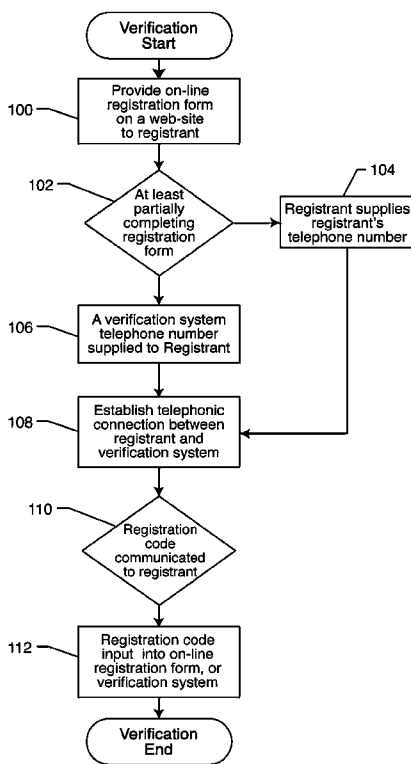 Verification
Start
100
Provide on-line
registration form
on a web-site
to registrant
102
At least
partially
completing
registration
form
104
Registrant supplies
registrant's
telephone number
106
A verification system
telephone number
supplied to Registrant
108
Establish telephonic
connection between
registrant and
verification system
110
Registration
code
communicated
to registrant
112
Registration code
input into on-line
registration form, or
verification system
Verification
End